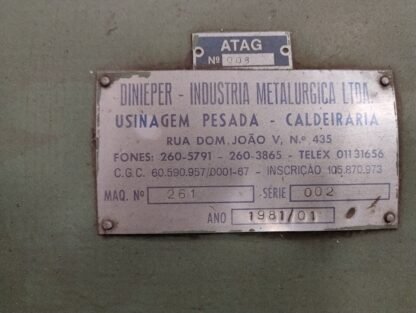 ATAG
Nº 208
DINIEPER - INDUSTRIA METALURGICA LTDA.
USINAGEM PESADA - CALDEIRARIA
RUA DOM. JOÃO V, N.º 435
FONES: 260-5791 - 260-3865 - TELEX 01131656
C.G.C. 60.590.957/0001-67 - INSCRIÇÃO 105.870.973
MAQ. Nº 261 - SÉRIE 002
ANO 1981/01